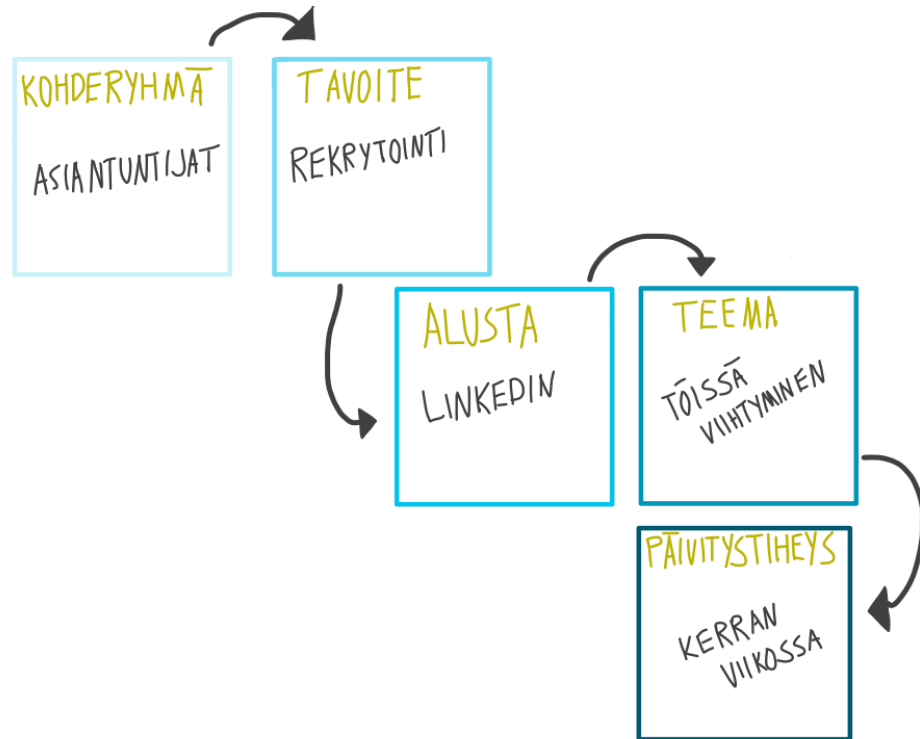 KOHDERYHMÄ
ASIANTUNTIJAT
TAVOITE
REKRYTOINTI
ALUSTA
LINKEDIN
TEEMA
TÖISSÄ
VIIHTYMINEN
PÄIVITYSTIHEYS
KERRAN
VIIKOSSA